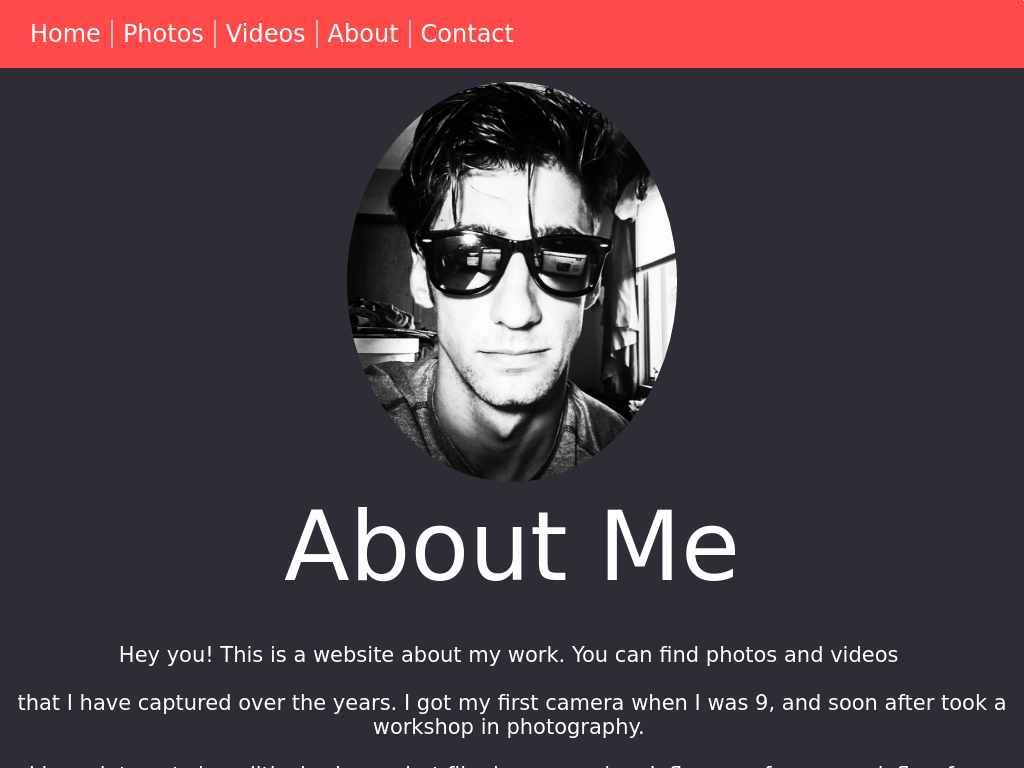 Home Photos Videos About Contact
About Me
Hey you! This is a website about my work. You can find photos and videos
that I have captured over the years. I got my first camera when I was 9, and soon after took a
workshop in photography.